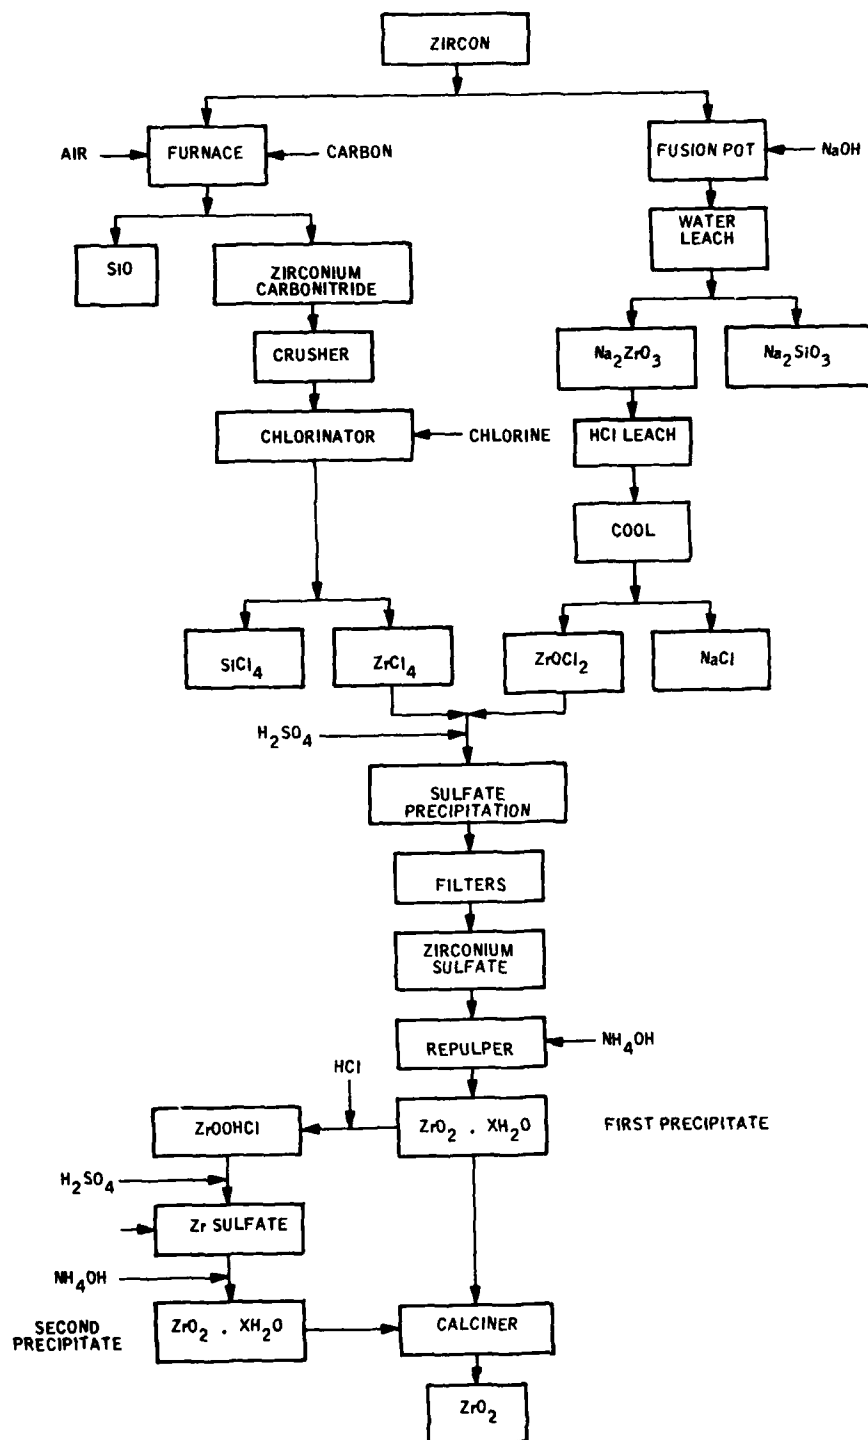 ZIRCON
AIR
FURNACE
CARBON
FUSION POT
NaOH
WATER
LEACH
SiO
ZIRCONIUM
CARBONITRIDE
CRUSHER
Na₂ZrO₃
Na₂SiO₃
CHLORINATOR
CHLORINE
HCl LEACH
COOL
SiCl₄
ZrCl₄
ZrOCl₂
NaCl
H₂SO₄
SULFATE
PRECIPITATION
FILTERS
ZIRCONIUM
SULFATE
REPULPER
NH₄OH
HCl
ZrOOHCl
ZrO₂ . XH₂O
FIRST PRECIPITATE
H₂SO₄
Zr SULFATE
NH₄OH
SECOND
PRECIPITATE
ZrO₂ . XH₂O
CALCINER
ZrO₂